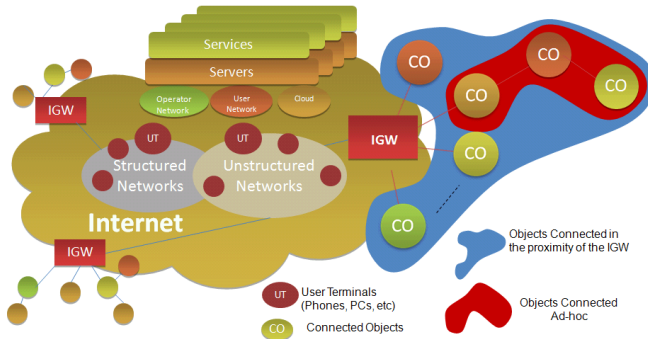 Services
Servers
Operator
Network
User
Network
Cloud
IGW
UT
UT
Structured
Networks
Unstructured
Networks
Internet
IGW
IGW
CO
CO
CO
CO
CO
CO
Objects Connected in
the proximity of the IGW
UT
User Terminals
(Phones, PCs, etc)
CO
Connected Objects
Objects Connected
Ad-hoc